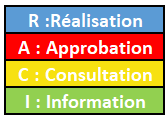 R :Réalisation
A : Approbation
C : Consultation
I : Information